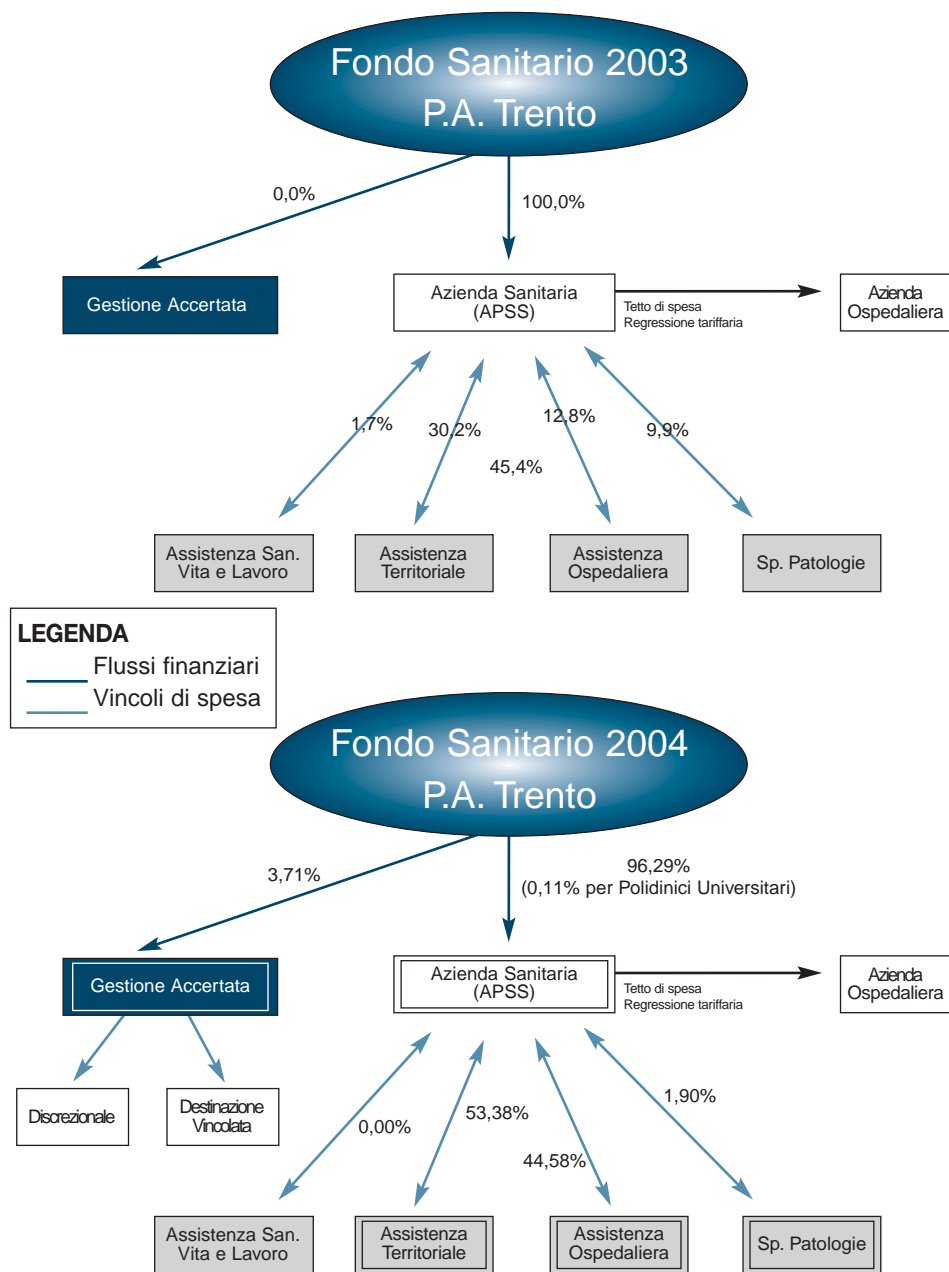 Fondo Sanitario 2003
P.A. Trento
0,0%
100,0%
Gestione Accertata
Azienda Sanitaria
(APSS)
Tetto di spesa
Regressione tariffaria
Azienda
Ospedaliera
1,7%
30,2%
12,8%
9,9%
45,4%
Assistenza San.
Vita e Lavoro
Assistenza
Territoriale
Assistenza
Ospedaliera
Sp. Patologie
LEGENDA
Flussi finanziari
Vincoli di spesa
Fondo Sanitario 2004
P.A. Trento
3,71%
96,29%
(0,11% per Polidinici Universitari)
Gestione Accertata
Azienda Sanitaria
(APSS)
Tetto di spesa
Regressione tariffaria
Azienda
Ospedaliera
Discrezionale
Destinazione
Vincolata
0,00%
53,38%
44,58%
1,90%
Assistenza San.
Vita e Lavoro
Assistenza
Territoriale
Assistenza
Ospedaliera
Sp. Patologie